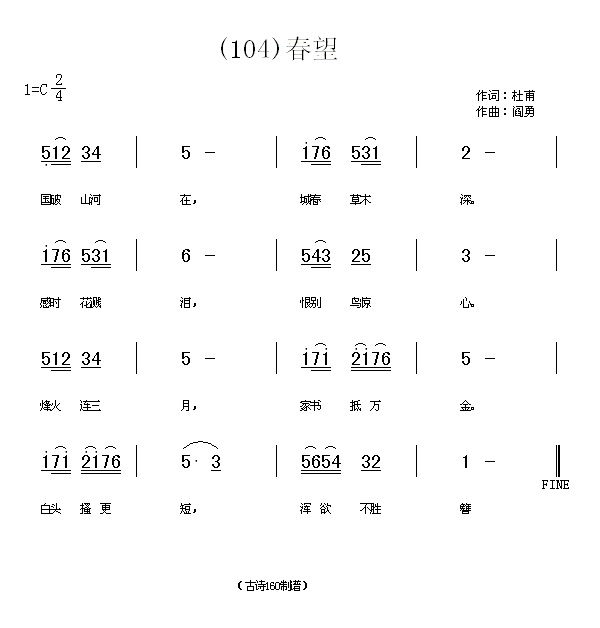 (104)春望
1=C 2/4
作词：杜甫
作曲：阎勇
512 34 | 5 - | 176 531 | 2 - |
国破 山河 在， 城春 草木 深。
176 531 | 6 - | 543 25 | 3 - |
感时 花溅 泪， 恨别 鸟惊 心。
512 34 | 5 - | 171 2176 | 5 - |
烽火 连三 月， 家书 抵 万 金。
171 2176 | 5· 3 | 5654 32 | 1 - ‖
FINE
白头 搔 更 短， 浑 欲 不胜 簪
（古诗160制谱）